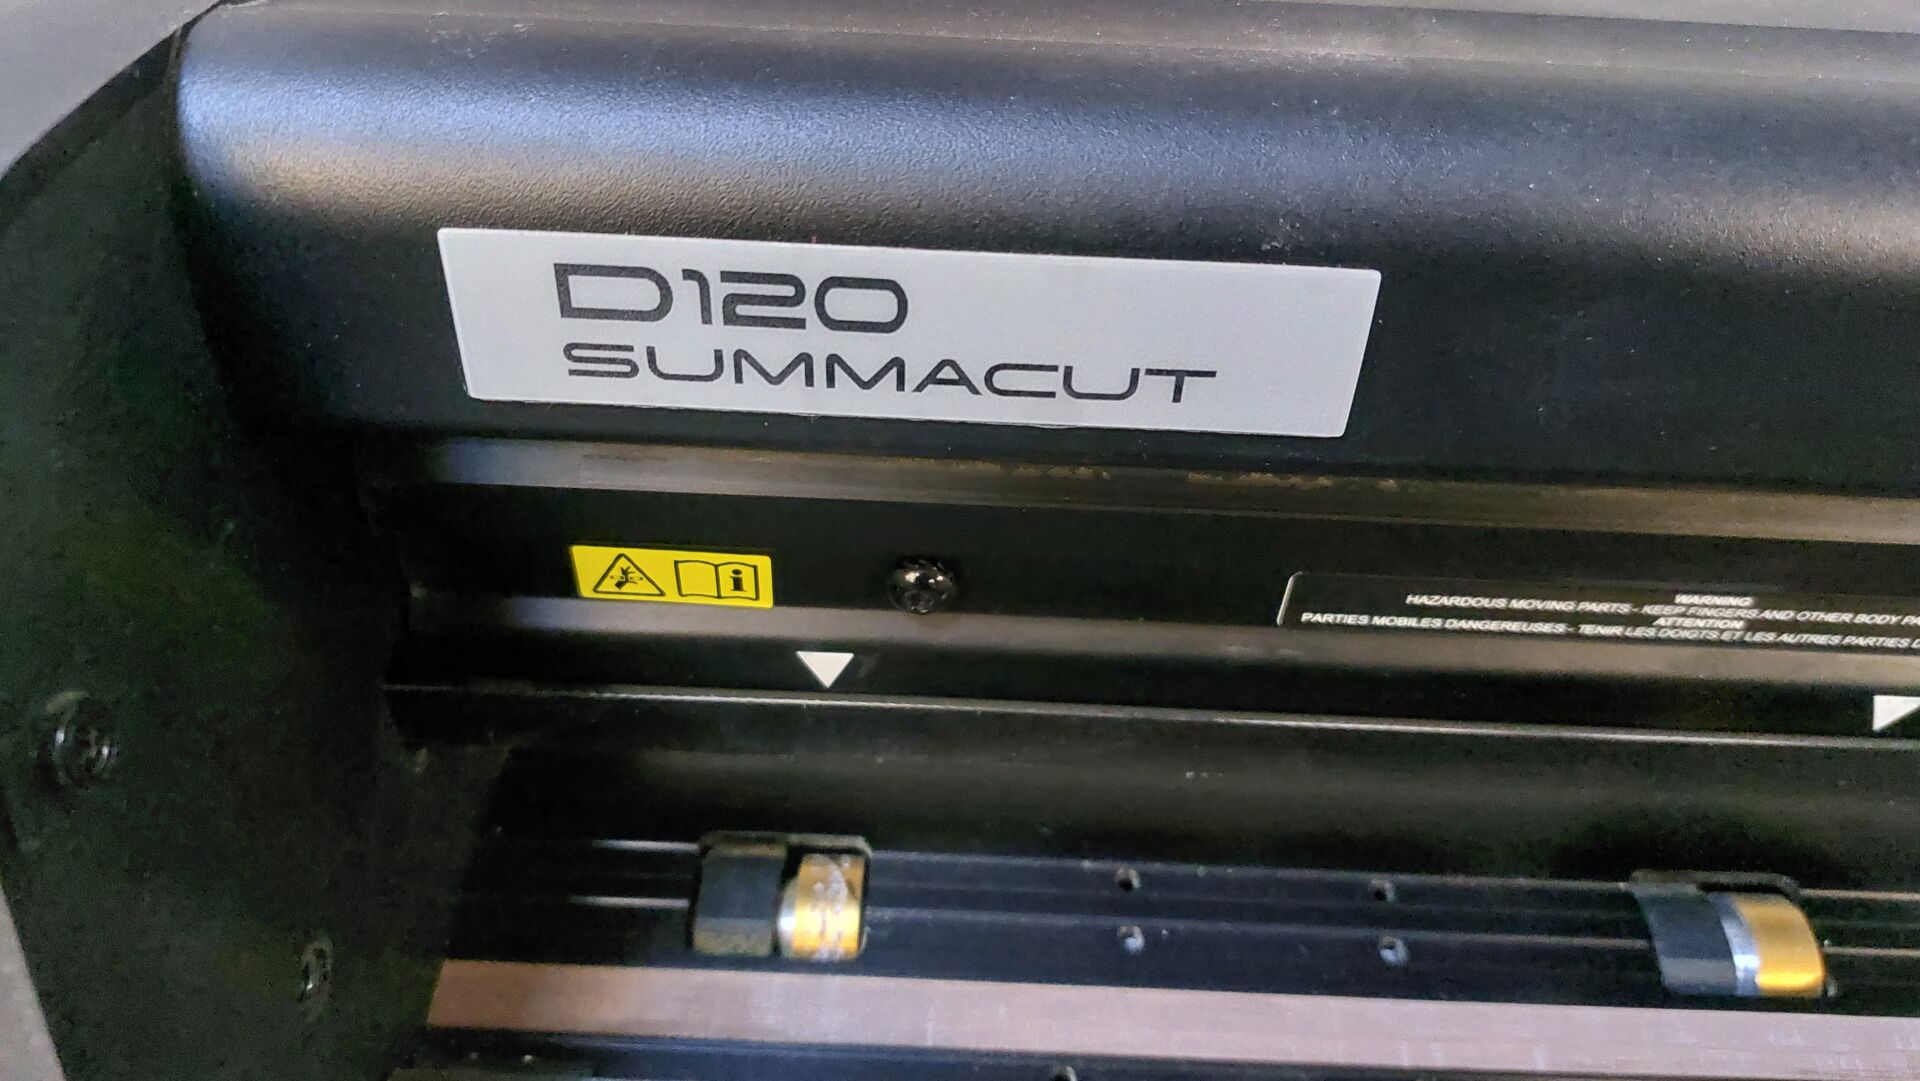 D120
SUMMACUT
WARNING
HAZARDOUS MOVING PARTS - KEEP FINGERS AND OTHER BODY
ATTENTION
PARTIES MOBILES DANGEREUSES - TENIR LES DOIGTS ET LES AUTRES PARTIES